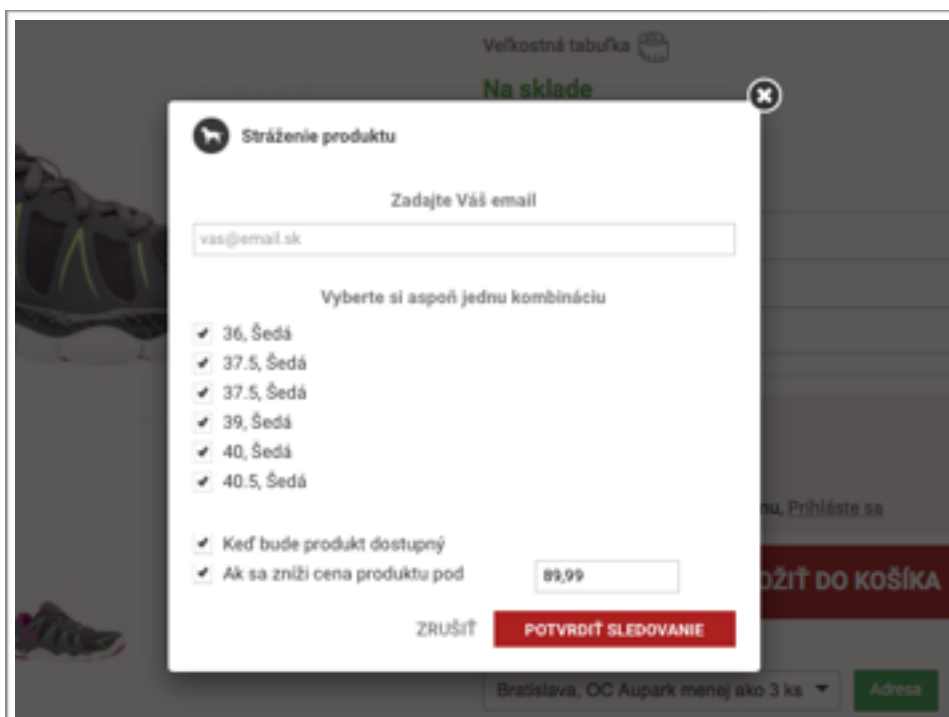 Veľkostná tabuľka
Na sklade
Stráženie produktu
Zadajte Váš email
vas@email.sk
Vyberte si aspoň jednu kombináciu
36, Šedá
37.5, Šedá
37.5, Šedá
39, Šedá
40, Šedá
40.5, Šedá
nu, Prihláste sa
Keď bude produkt dostupný
Ak sa zníži cena produktu pod 89,99
OŽIŤ DO KOŠÍKA
ZRUŠIŤ POTVRDIŤ SLEDOVANIE
Bratislava, OC Aupark menej ako 3 ks Adresa